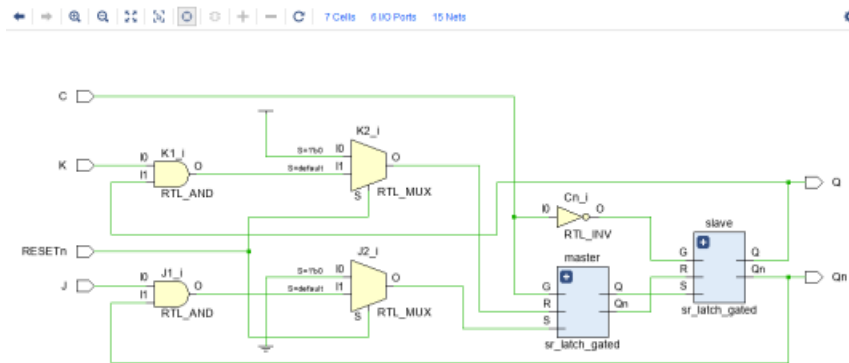 7 Cells 6 I/O Ports 15 Nets
C
K2_i
K1_i
S=1'b0 I0
O
K
I0
O
S=default I1
I1
RTL_AND
S
RTL_MUX
Q
Cn_i
I0
O
slave
RESETn
RTL_INV
J2_i
G
Q
J1_i
master
R
Qn
Qn
S=1'b0 I0
O
J
I0
O
S=default I1
G
Q
S
I1
R
Qn
sr_latch_gated
RTL_AND
S
RTL_MUX
S
sr_latch_gated